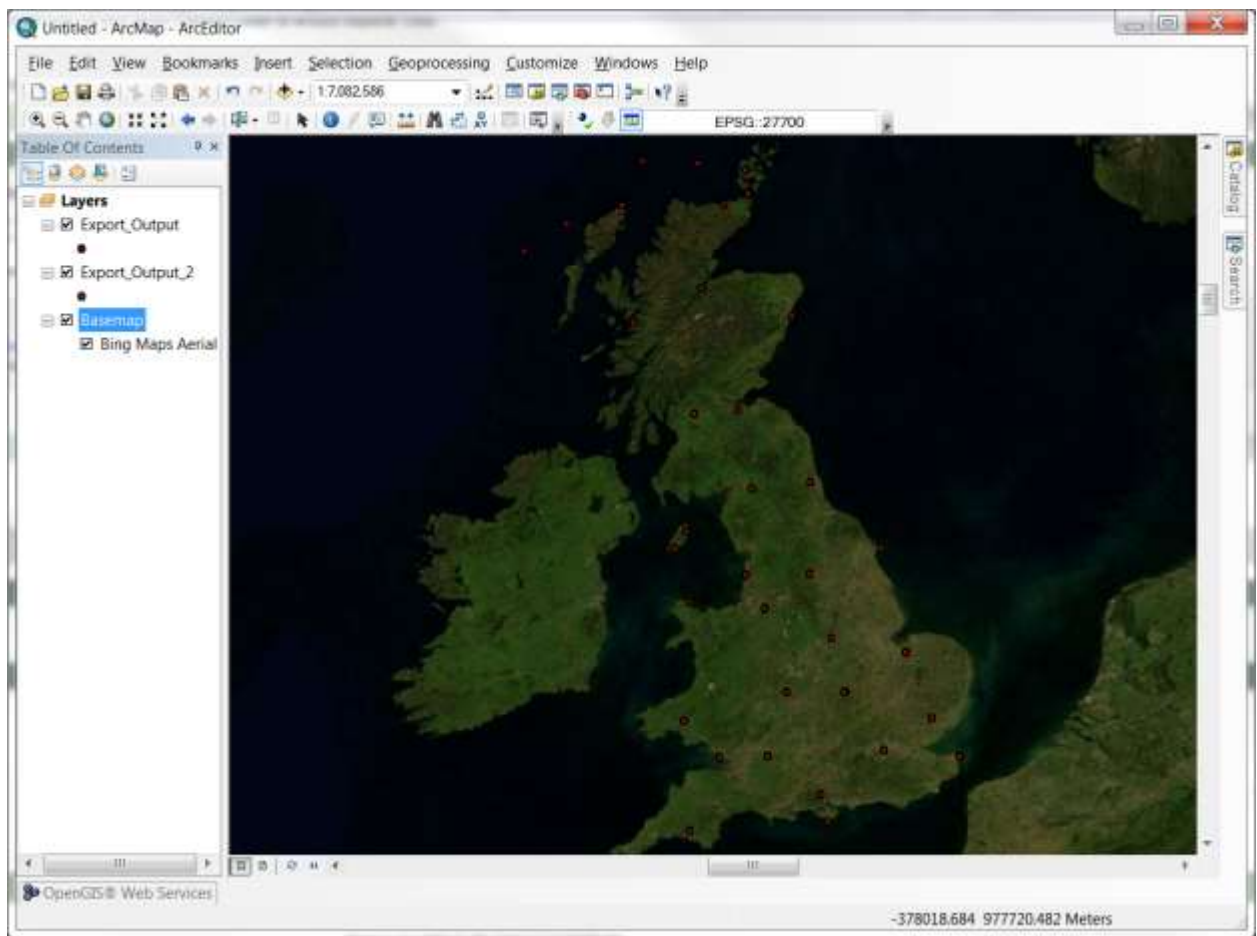 Untitled - ArcMap - ArcEditor
File Edit View Bookmarks Insert Selection Geoprocessing Customize Windows Help
1:7,082,586
EPSG::27700
Table Of Contents
Layers
Export_Output
Export_Output_2
Basemap
Bing Maps Aerial
Catalog
Search
OpenGIS® Web Services
-378018.684 977720.482 Meters